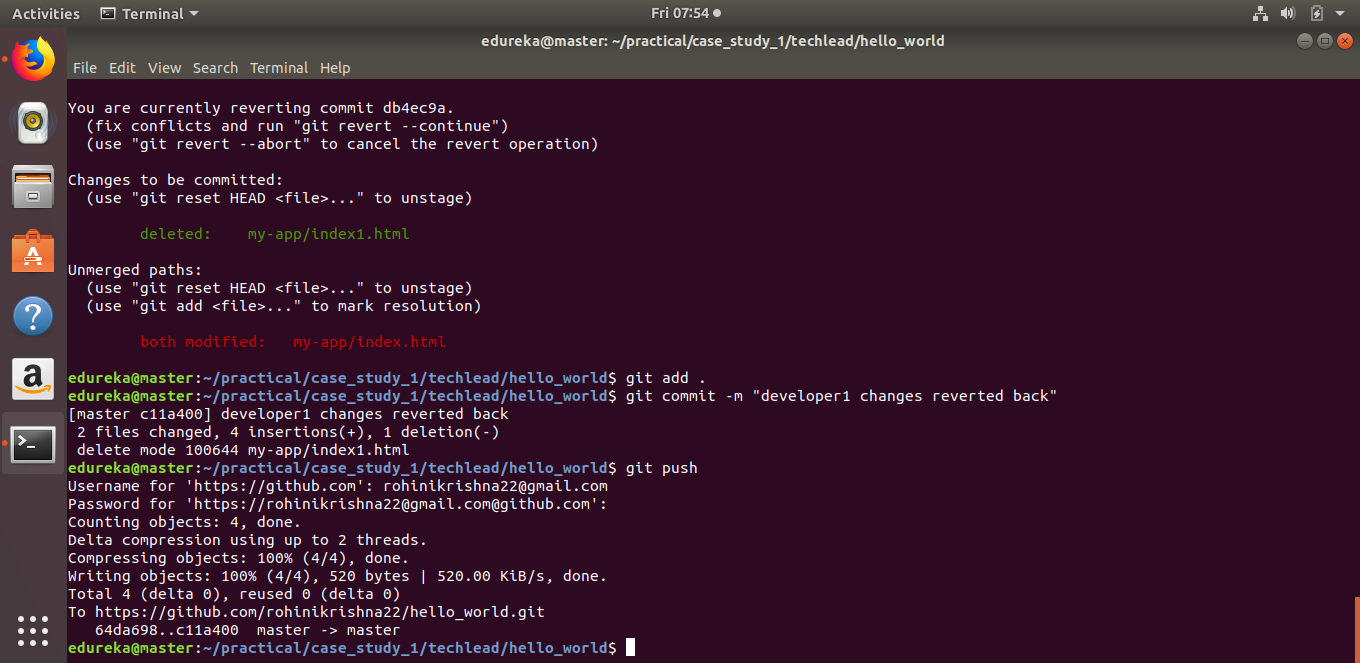 Activities Terminal Fri 07:54
edureka@master: ~/practical/case_study_1/techlead/hello_world
File Edit View Search Terminal Help
You are currently reverting commit db4ec9a.
(fix conflicts and run "git revert --continue")
(use "git revert --abort" to cancel the revert operation)
Changes to be committed:
(use "git reset HEAD <file>..." to unstage)
deleted: my-app/index1.html
Unmerged paths:
(use "git reset HEAD <file>..." to unstage)
(use "git add <file>..." to mark resolution)
both modified: my-app/index.html
edureka@master:~/practical/case_study_1/techlead/hello_world$ git add .
edureka@master:~/practical/case_study_1/techlead/hello_world$ git commit -m "developer1 changes reverted back"
[master c11a400] developer1 changes reverted back
2 files changed, 4 insertions(+), 1 deletion(-)
delete mode 100644 my-app/index1.html
edureka@master:~/practical/case_study_1/techlead/hello_world$ git push
Username for 'https://github.com': rohinikrishna22@gmail.com
Password for 'https://rohinikrishna22@gmail.com@github.com':
Counting objects: 4, done.
Delta compression using up to 2 threads.
Compressing objects: 100% (4/4), done.
Writing objects: 100% (4/4), 520 bytes | 520.00 KiB/s, done.
Total 4 (delta 0), reused 0 (delta 0)
To https://github.com/rohinikrishna22/hello_world.git
64da698..c11a400 master -> master
edureka@master:~/practical/case_study_1/techlead/hello_world$